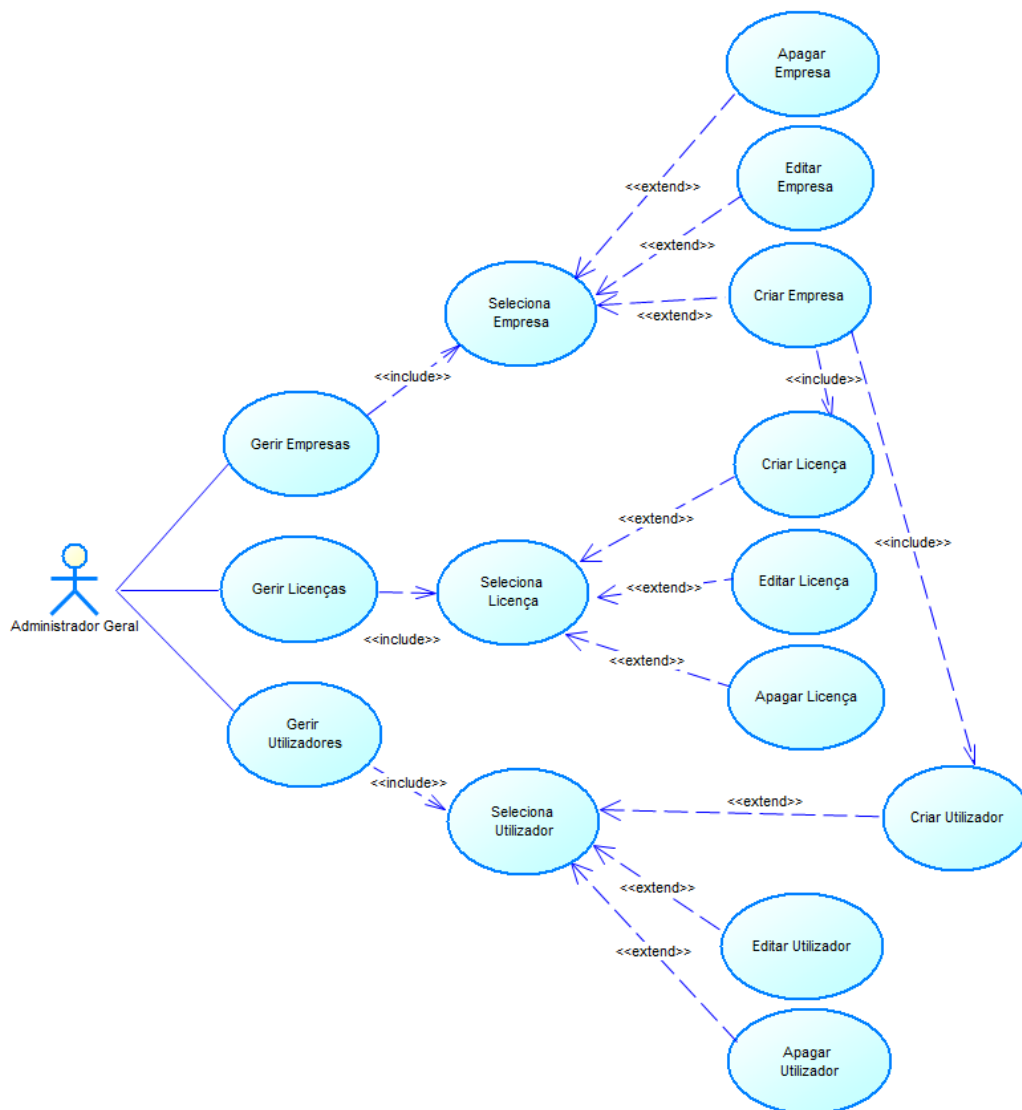 Apagar
Empresa
<<extend>>
Editar
Empresa
<<extend>>
Criar Empresa
<<extend>>
Seleciona
Empresa
<<include>>
<<include>>
Gerir Empresas
Criar Licença
<<extend>>
<<include>>
Gerir Licenças
Seleciona
Licença
<<extend>>
Editar Licença
Administrador Geral
<<include>>
<<extend>>
Apagar Licença
Gerir
Utilizadores
<<include>>
Seleciona
Utilizador
<<extend>>
Criar Utilizador
<<extend>>
Editar Utilizador
<<extend>>
Apagar
Utilizador